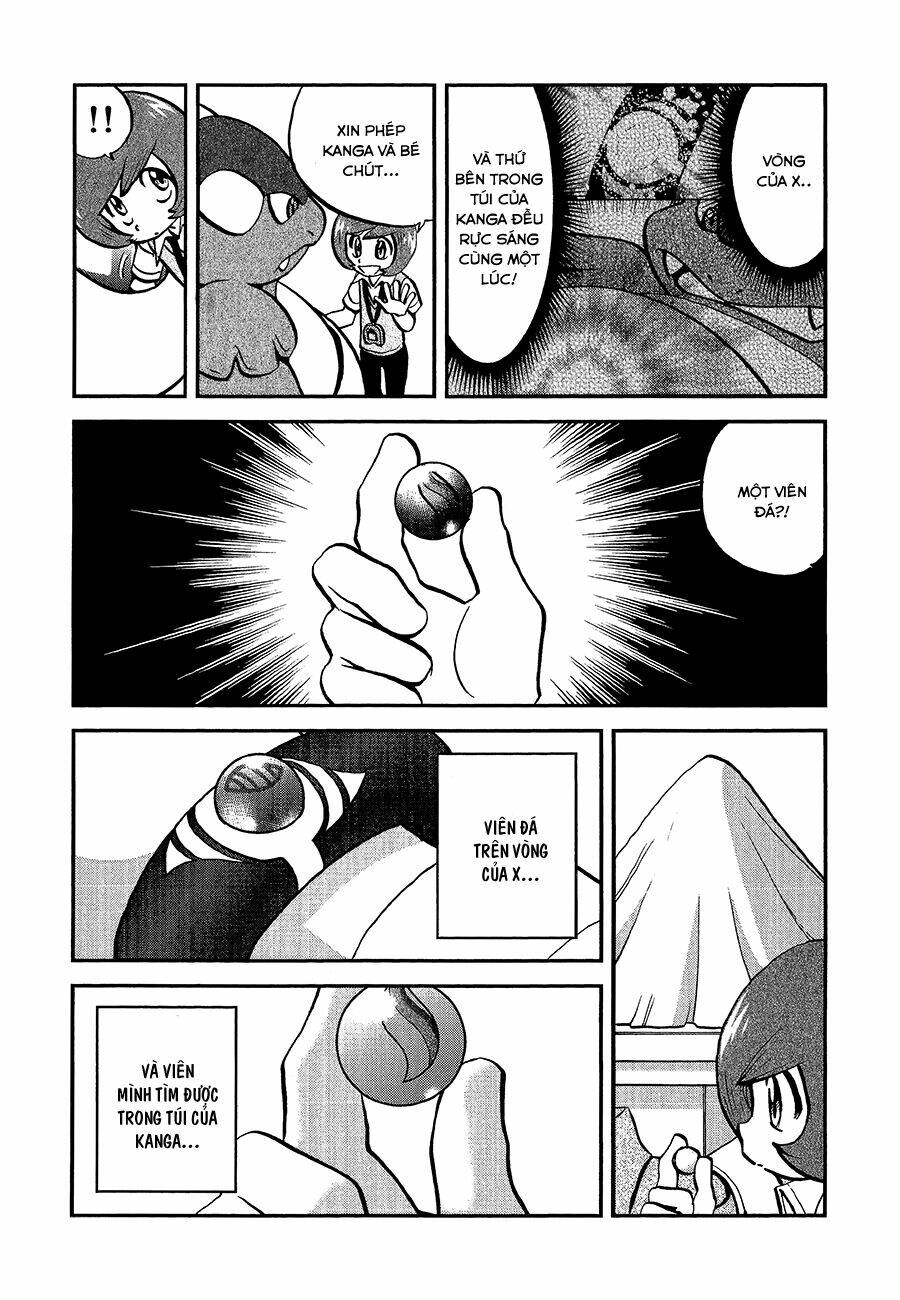 VÒNG
CỦA X..
VÀ THỨ
BÊN TRONG
TÚI CỦA
KANGA ĐỀU
RỰC SÁNG
CÙNG MỘT
LÚC!
XIN PHÉP
KANGA VÀ BÉ
CHÚT...
!!
MỘT VIÊN
ĐÁ?!
VIÊN ĐÁ
TRÊN VÒNG
CỦA X...
VÀ VIÊN
MÌNH TÌM ĐƯỢC
TRONG TÚI CỦA
KANGA...